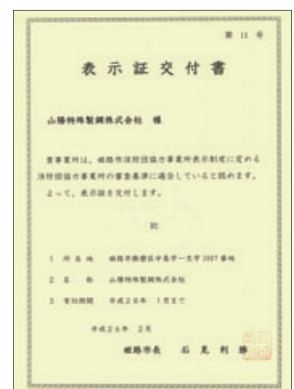 第 11 号
表示証交付書
山陽特殊製鋼株式会社 様
貴事業所は、姫路市消防団協力事業所表示制度に定める
消防団協力事業所の審査基準に適合していると認めます。
よって、表示証を交付します。
記
1 所在地 姫路市飾磨区中島字一文字 3007 番地
2 名称 山陽特殊製鋼株式会社
3 有効期間 平成28年 1月まで
平成26年 2月
姫路市長 石見利勝